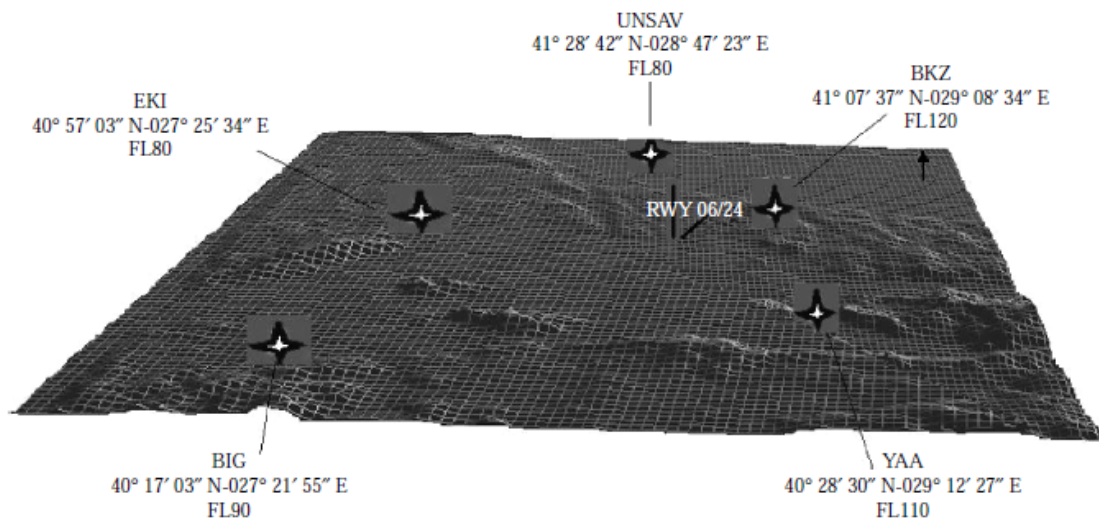 UNSAV
41° 28′ 42″ N-028° 47′ 23″ E
FL80
BKZ
41° 07′ 37″ N-029° 08′ 34″ E
FL120
EKI
40° 57′ 03″ N-027° 25′ 34″ E
FL80
RWY 06/24
BIG
40° 17′ 03″ N-027° 21′ 55″ E
FL90
YAA
40° 28′ 30″ N-029° 12′ 27″ E
FL110